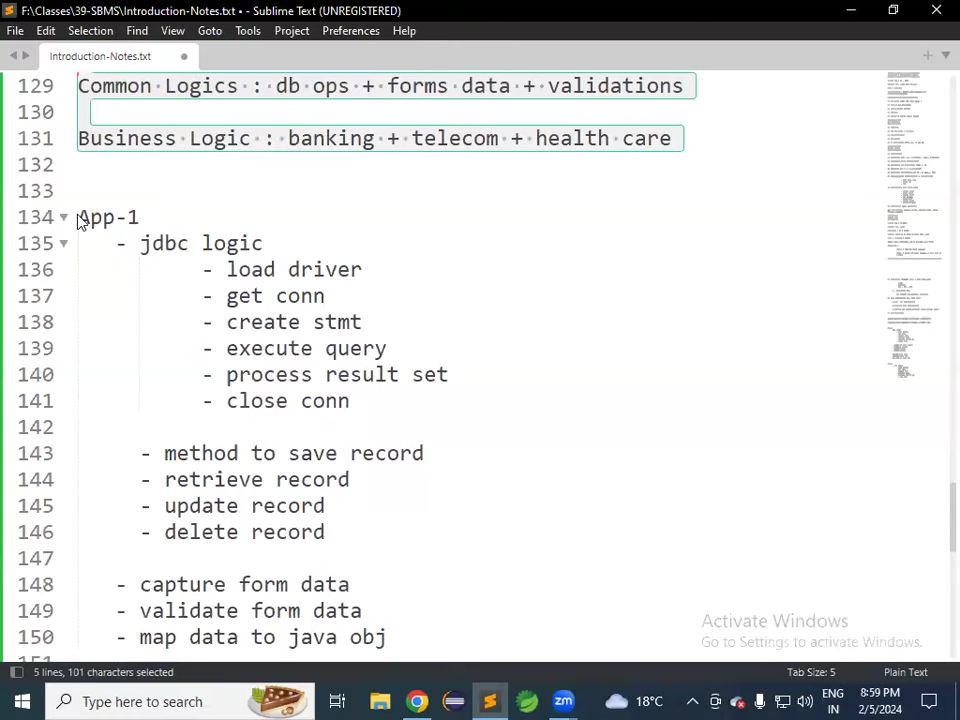 F:\Classes\39-SBMS\Introduction-Notes.txt • - Sublime Text (UNREGISTERED)
File Edit Selection Find View Goto Tools Project Preferences Help
Introduction-Notes.txt
129 Common Logics : db ops + forms data + validations
130
131 Business Logic : banking + telecom + health care
132
133
134 App-1
135 - jdbc logic
136 - load driver
137 - get conn
138 - create stmt
139 - execute query
140 - process result set
141 - close conn
142
143 - method to save record
144 - retrieve record
145 - update record
146 - delete record
147
148 - capture form data
149 - validate form data
150 - map data to java obj
Activate Windows
Go to Settings to activate Windows.
5 lines, 101 characters selected Tab Size: 5 Plain Text
Type here to search 18°C ENG IN 8:59 PM 2/5/2024